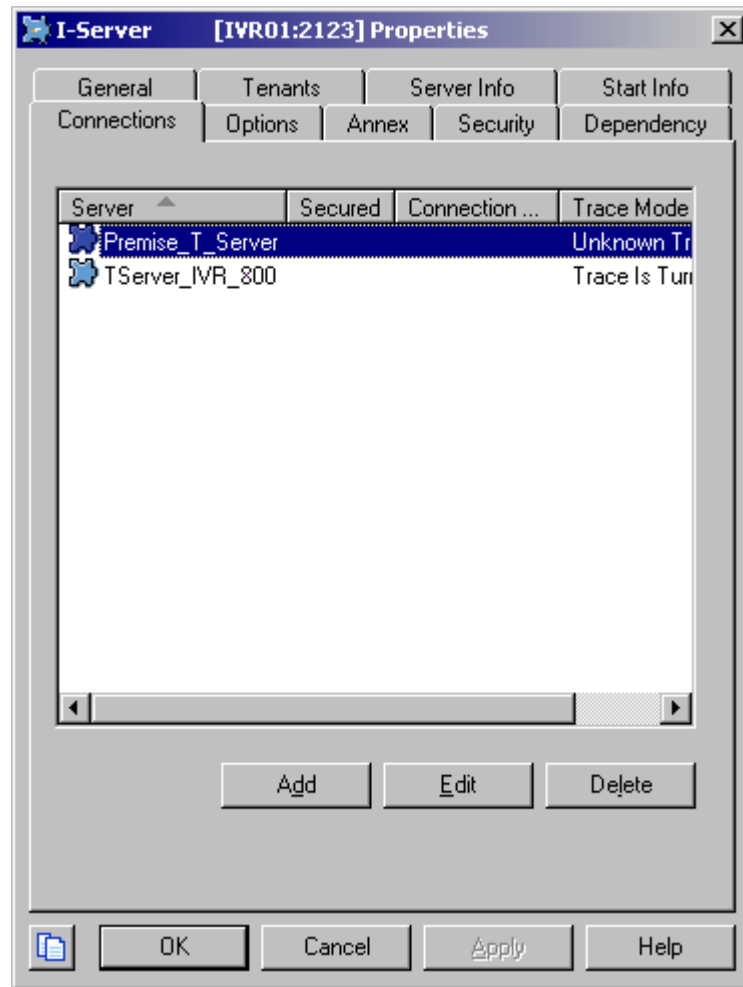 I-Server [IVR01:2123] Properties
General Tenants Server Info Start Info
Connections Options Annex Security Dependency
Server Secured Connection ... Trace Mode
Premise_T_Server Unknown Tr
TServer_IVR_800 Trace Is Turn
Add Edit Delete
OK Cancel Apply Help